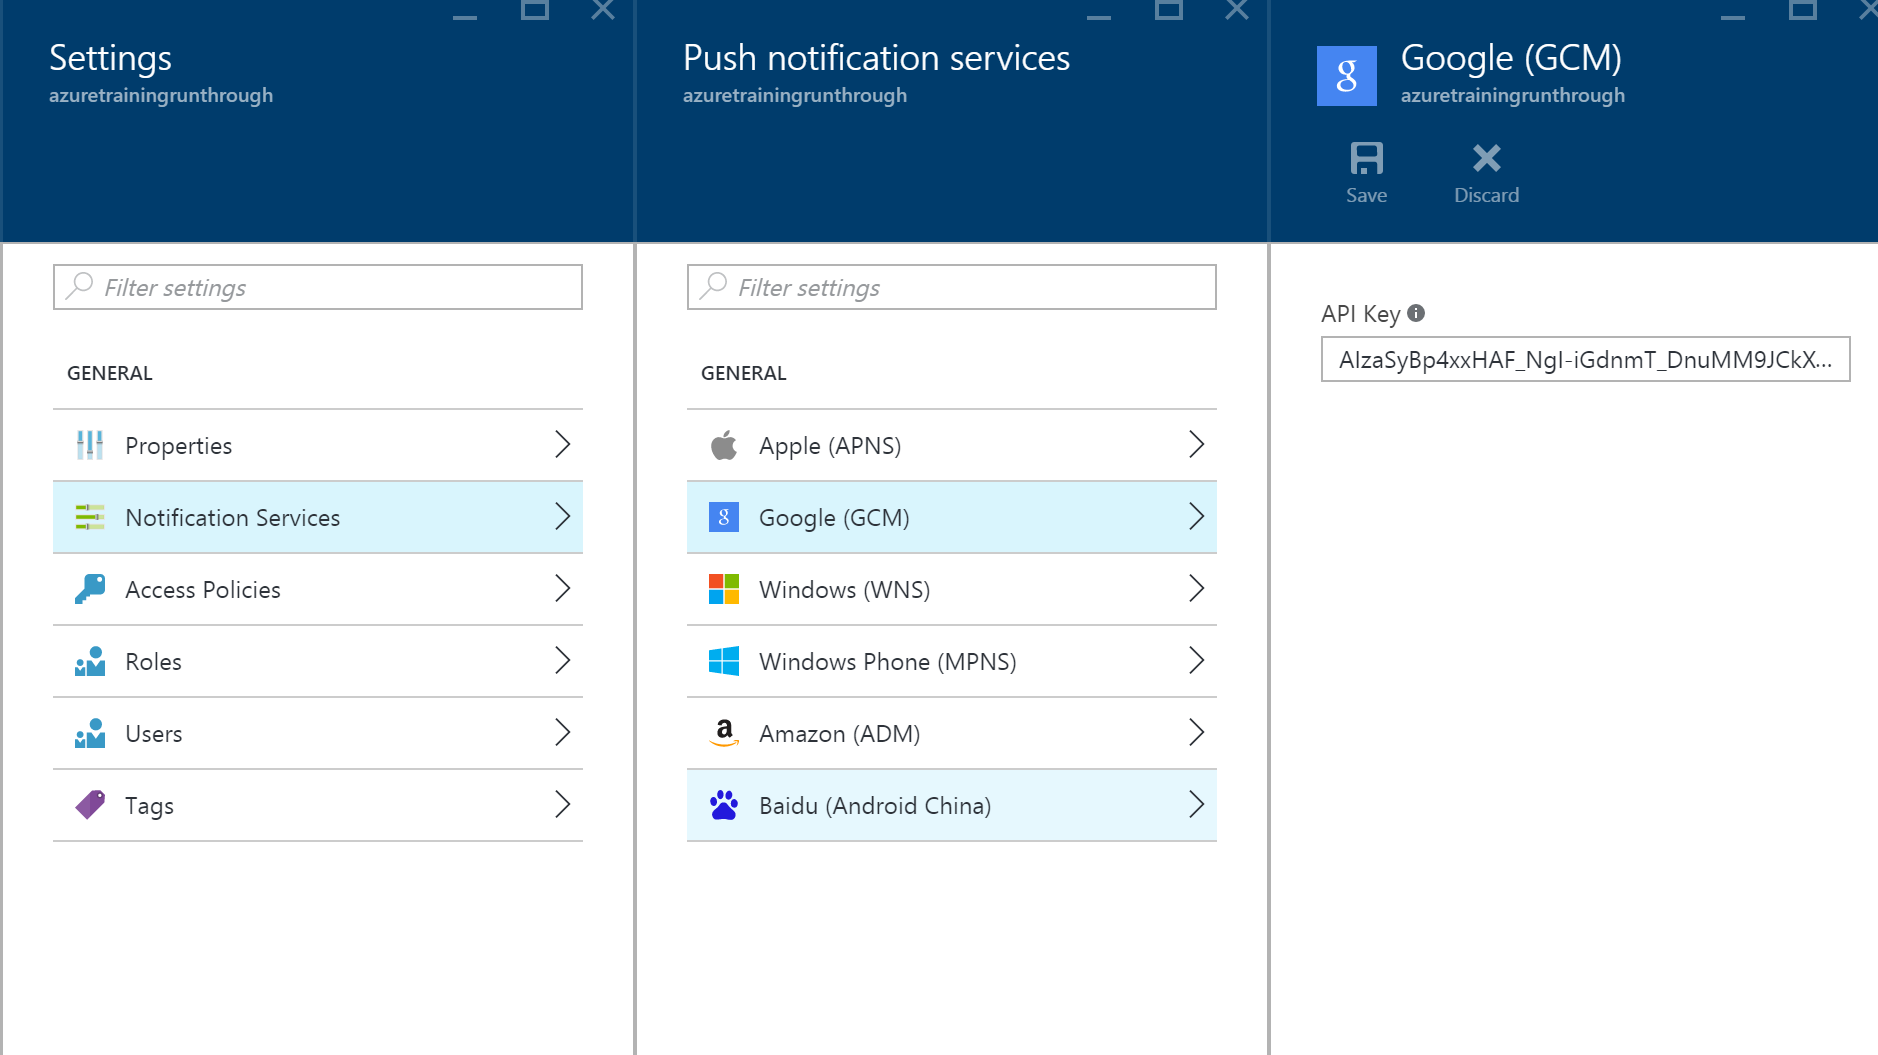 Settings
azuretrainingrunthrough
Filter settings
GENERAL
Properties
Notification Services
Access Policies
Roles
Users
Tags
Push notification services
azuretrainingrunthrough
Filter settings
GENERAL
Apple (APNS)
Google (GCM)
Windows (WNS)
Windows Phone (MPNS)
Amazon (ADM)
Baidu (Android China)
Google (GCM)
azuretrainingrunthrough
Save Discard
API Key
AIzaSyBp4xxHAF_NgI-iGdnmT_DnuMM9JCkX...